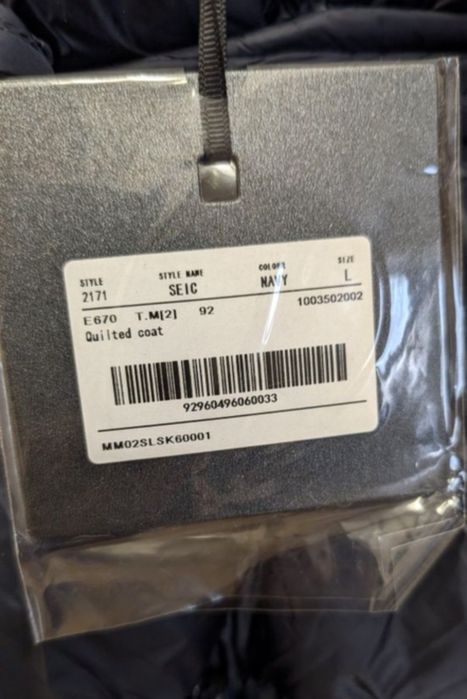 STYLE STYLE NAME COLORS SIZE
2171 SEIC NAVY L
E670 T.M[2] 92 1003502002
Quilted coat
92960496060033
MM02SLSK60001